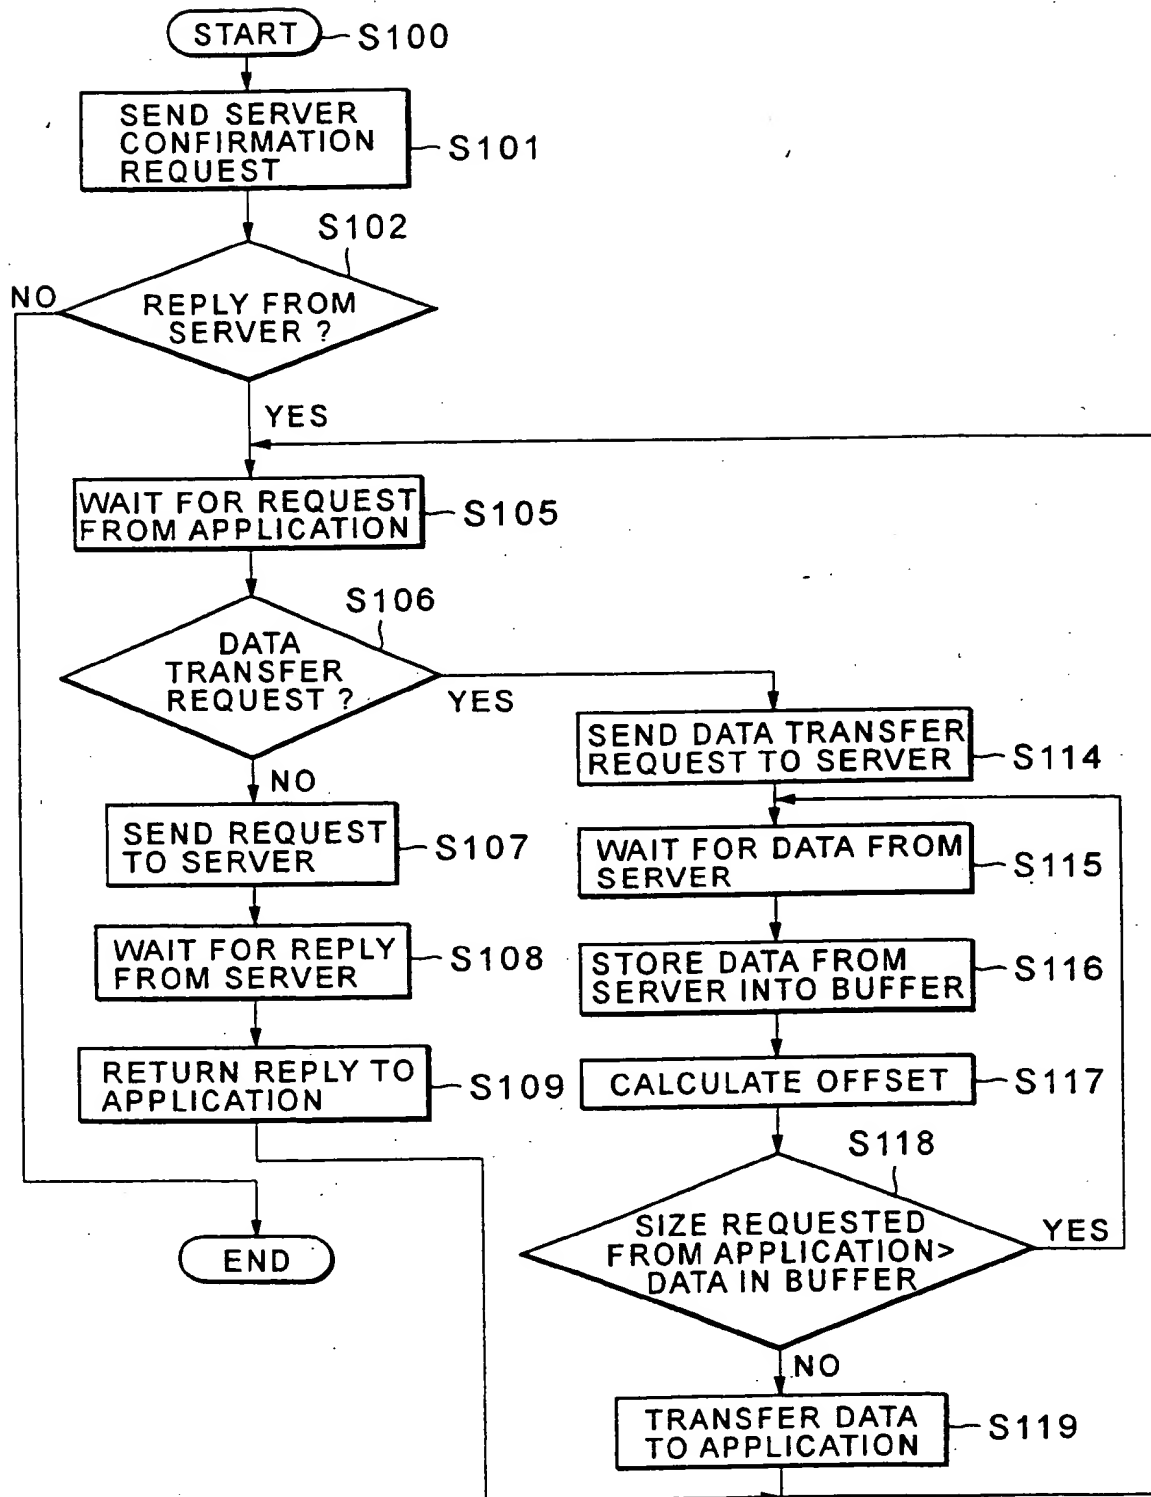 START
S100
SEND SERVER
CONFIRMATION
REQUEST
S101
S102
NO
REPLY FROM
SERVER ?
YES
WAIT FOR REQUEST
FROM APPLICATION
S105
S106
DATA
TRANSFER
REQUEST ?
YES
NO
SEND REQUEST
TO SERVER
S107
WAIT FOR REPLY
FROM SERVER
S108
RETURN REPLY TO
APPLICATION
S109
END
SEND DATA TRANSFER
REQUEST TO SERVER
S114
WAIT FOR DATA FROM
SERVER
S115
STORE DATA FROM
SERVER INTO BUFFER
S116
CALCULATE OFFSET
S117
S118
SIZE REQUESTED
FROM APPLICATION>
DATA IN BUFFER
YES
NO
TRANSFER DATA
TO APPLICATION
S119